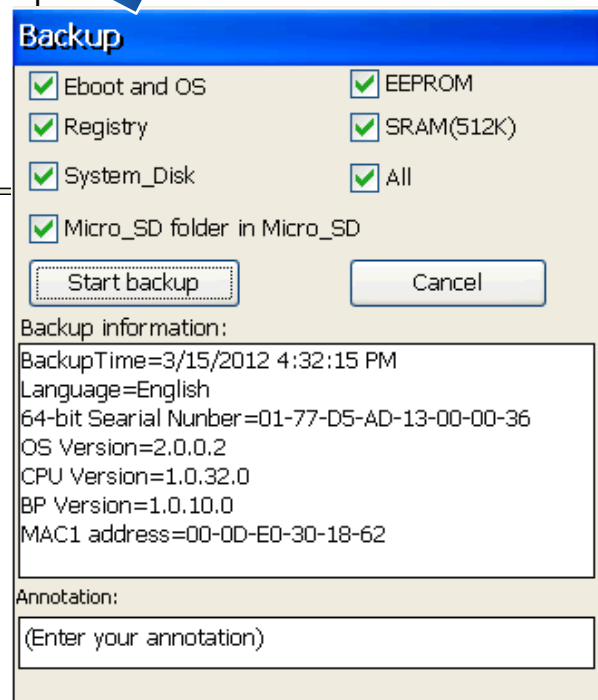 Backup
Eboot and OS EEPROM
Registry SRAM(512K)
System_Disk All
Micro_SD folder in Micro_SD
Start backup Cancel
Backup information:
BackupTime=3/15/2012 4:32:15 PM
Language=English
64-bit Searial Nunber=01-77-D5-AD-13-00-00-36
OS Version=2.0.0.2
CPU Version=1.0.32.0
BP Version=1.0.10.0
MAC1 address=00-0D-E0-30-18-62
Annotation:
(Enter your annotation)